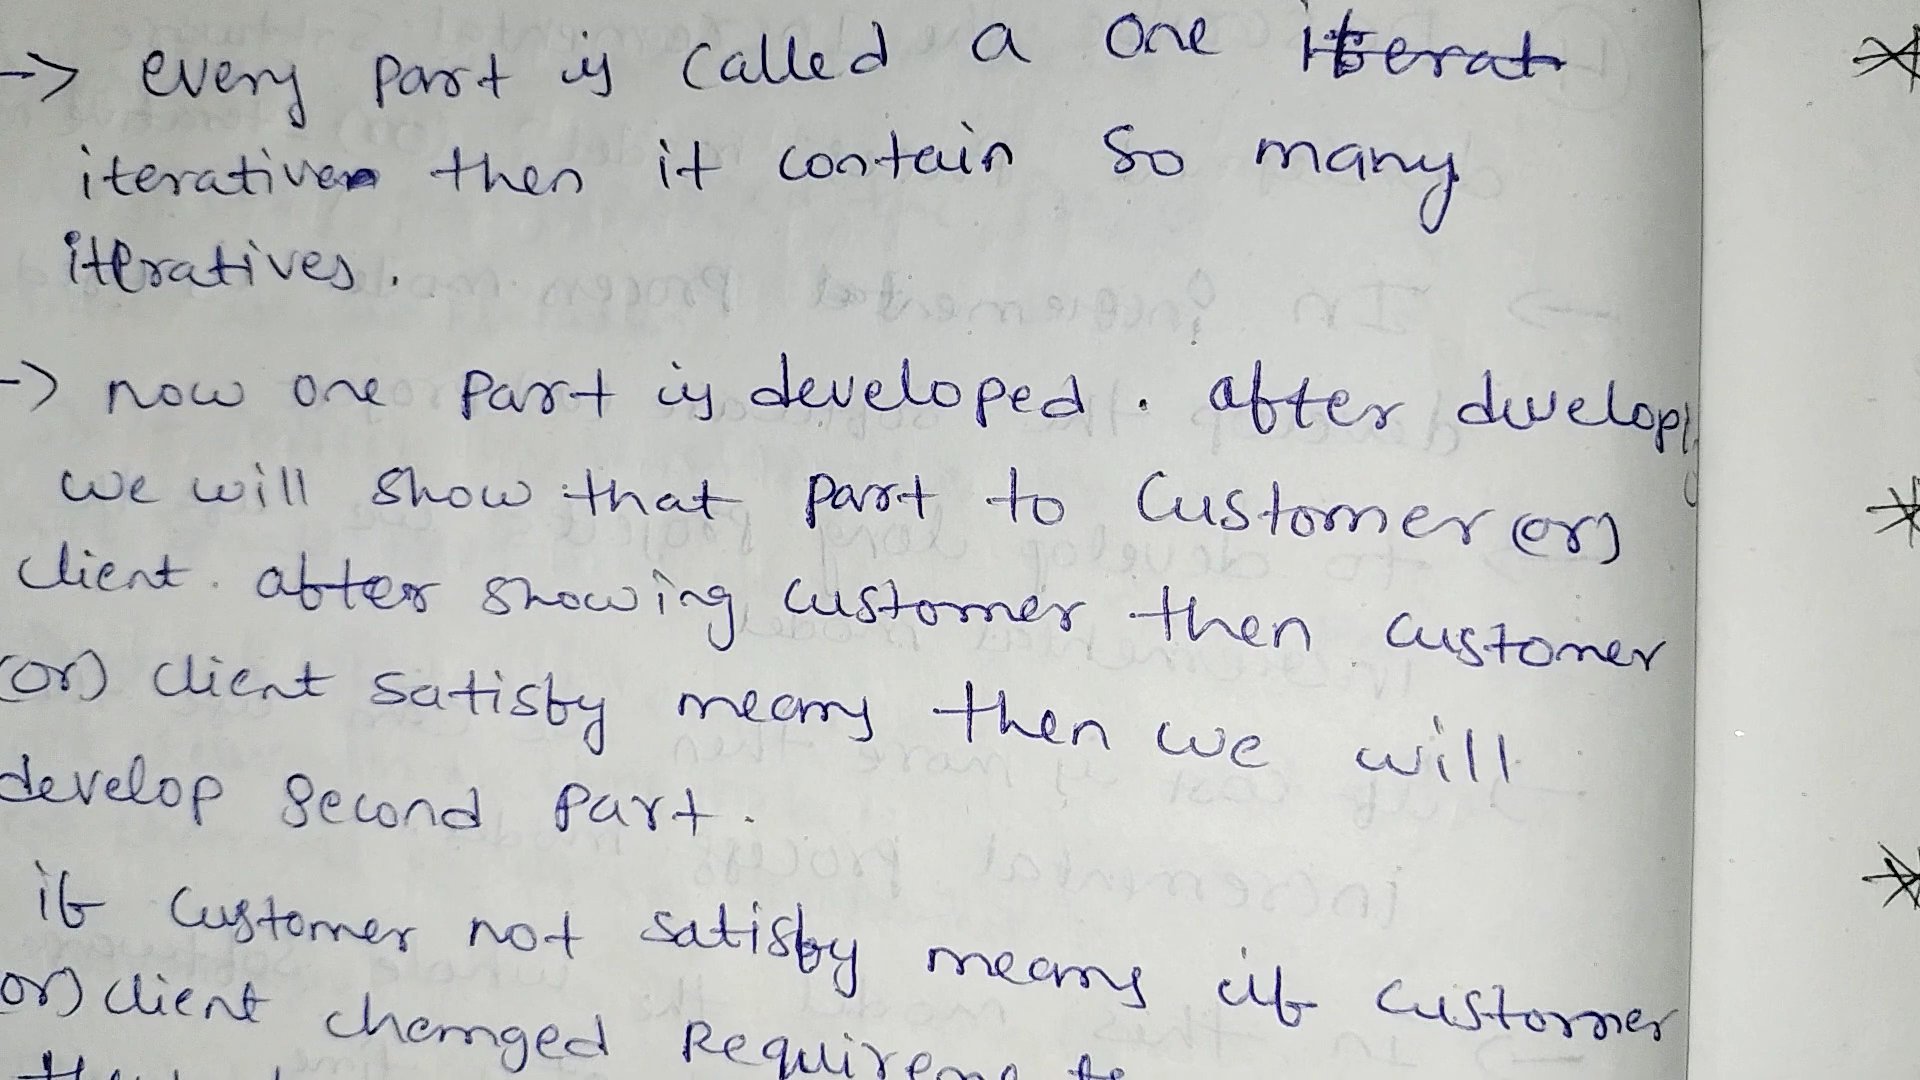 -> every part is called a one iterat
iterative then it contain so many
iteratives.
-> now one part is developed. after develop
we will show that part to customer (or)
client. after showing customer then customer
(or) client satisfy means then we will
develop second part.
if customer not satisfy means if customer
or) client changed Requirements